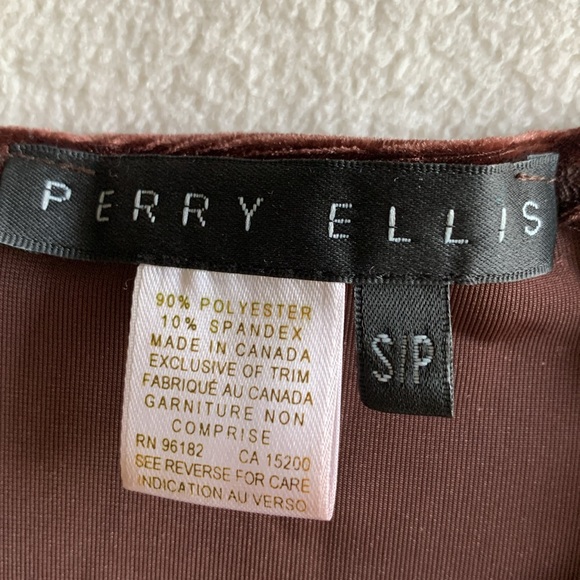 PERRY ELLIS
90% POLYESTER
10% SPANDEX
MADE IN CANADA
EXCLUSIVE OF TRIM
FABRIQUÉ AU CANADA
GARNITURE NON
COMPRISE
RN 96182 CA 15200
SEE REVERSE FOR CARE
INDICATION AU VERSO
S/P